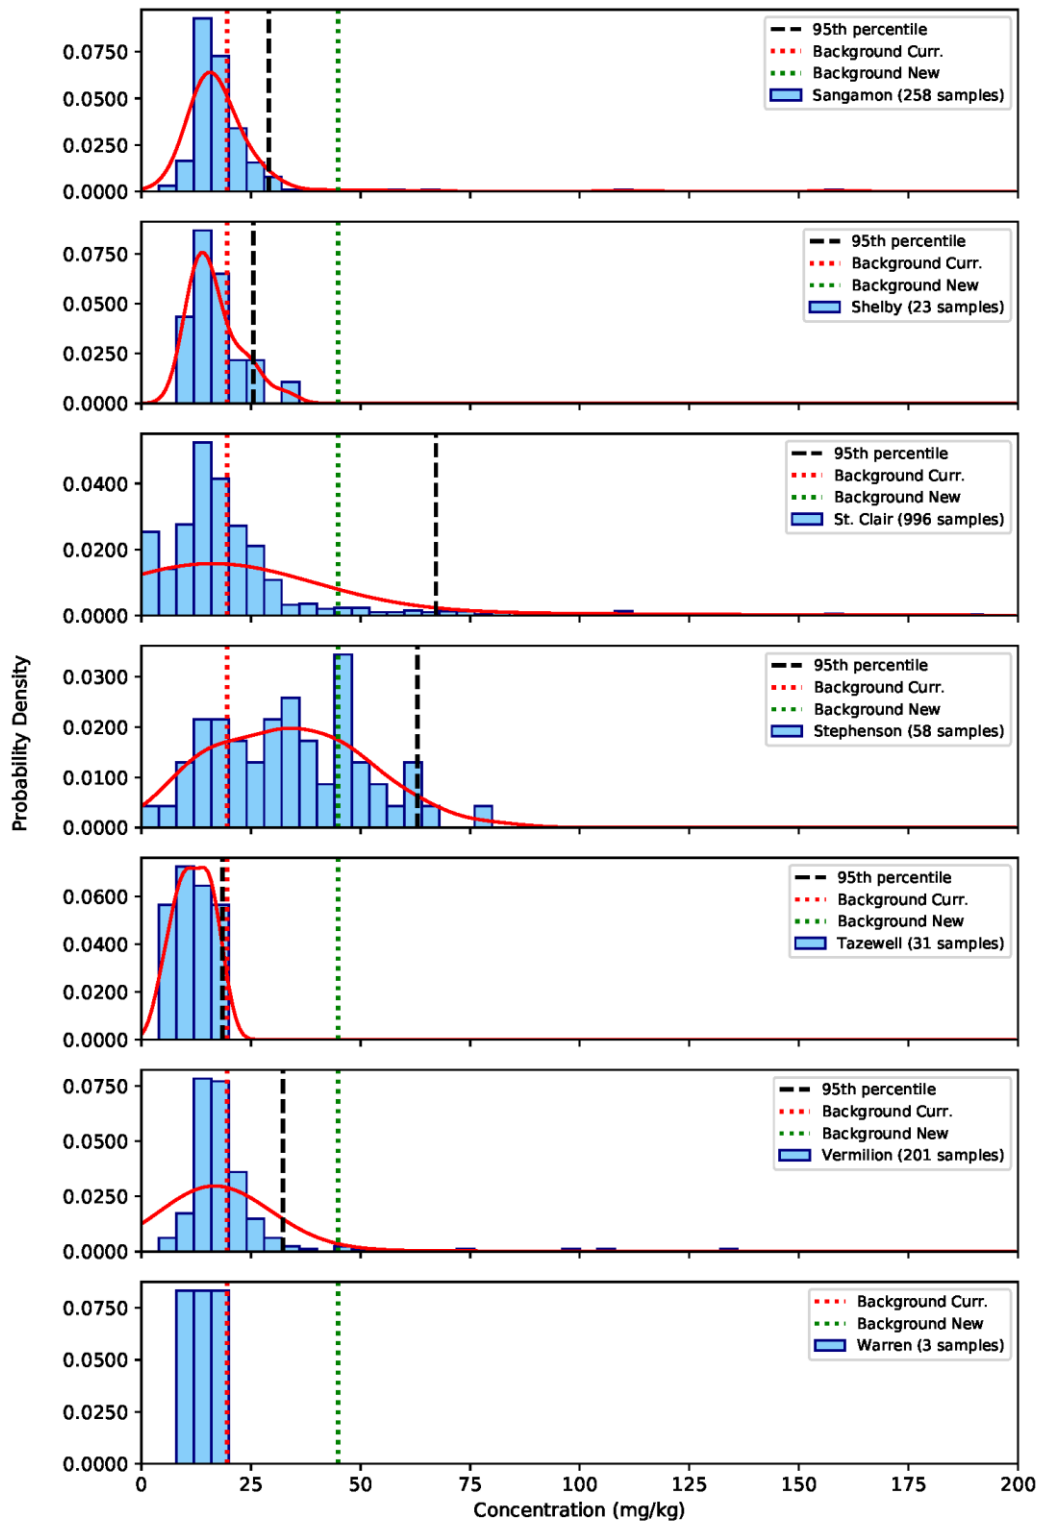 95th percentile
Background Curr.
Background New
Sangamon (258 samples)
0.0750
0.0500
0.0250
0.0000
95th percentile
Background Curr.
Background New
Shelby (23 samples)
0.0750
0.0500
0.0250
0.0000
95th percentile
Background Curr.
Background New
St. Clair (996 samples)
0.0400
0.0200
0.0000
Probability Density
95th percentile
Background Curr.
Background New
Stephenson (58 samples)
0.0300
0.0200
0.0100
0.0000
95th percentile
Background Curr.
Background New
Tazewell (31 samples)
0.0600
0.0400
0.0200
0.0000
95th percentile
Background Curr.
Background New
Vermilion (201 samples)
0.0750
0.0500
0.0250
0.0000
Background Curr.
Background New
Warren (3 samples)
0.0750
0.0500
0.0250
0.0000
0 25 50 75 100 125 150 175 200
Concentration (mg/kg)